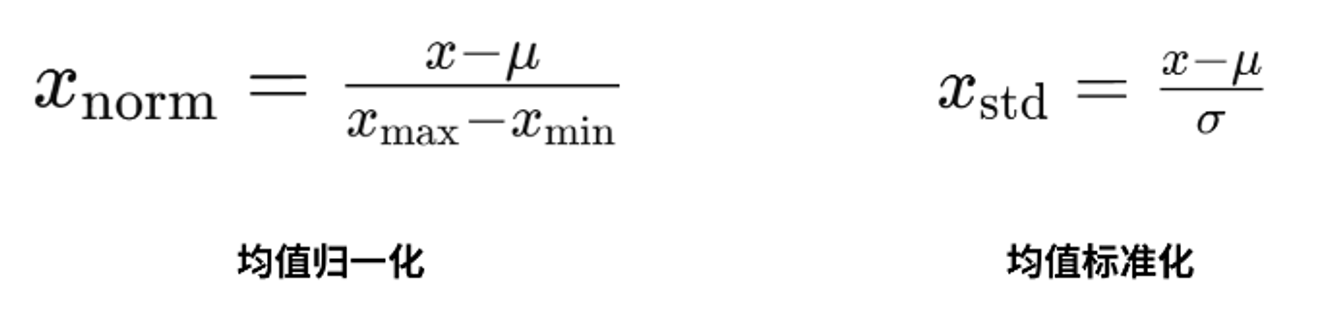 x_norm = (x−μ)/(x_max−x_min)
x_std = (x−μ)/σ
均值归一化
均值标准化